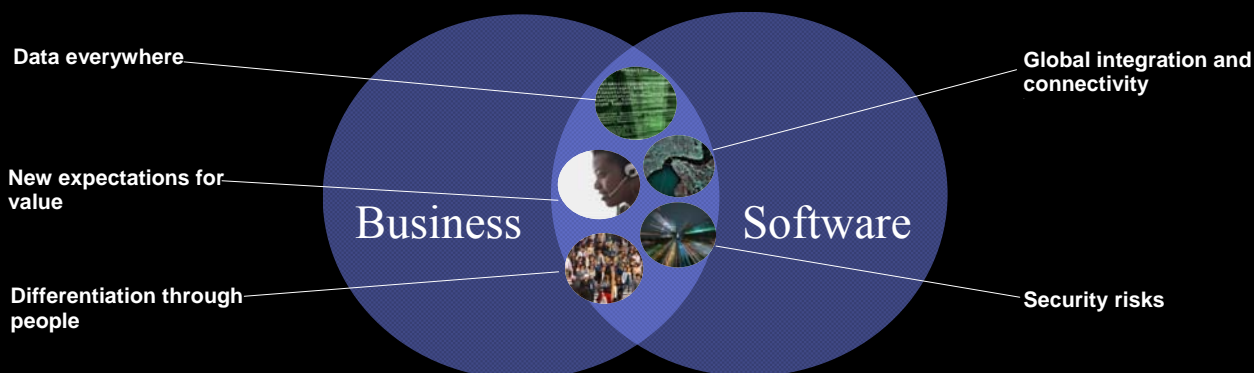 Data everywhere
Global integration and
connectivity
New expectations for
value
Business
Software
Differentiation through
people
Security risks